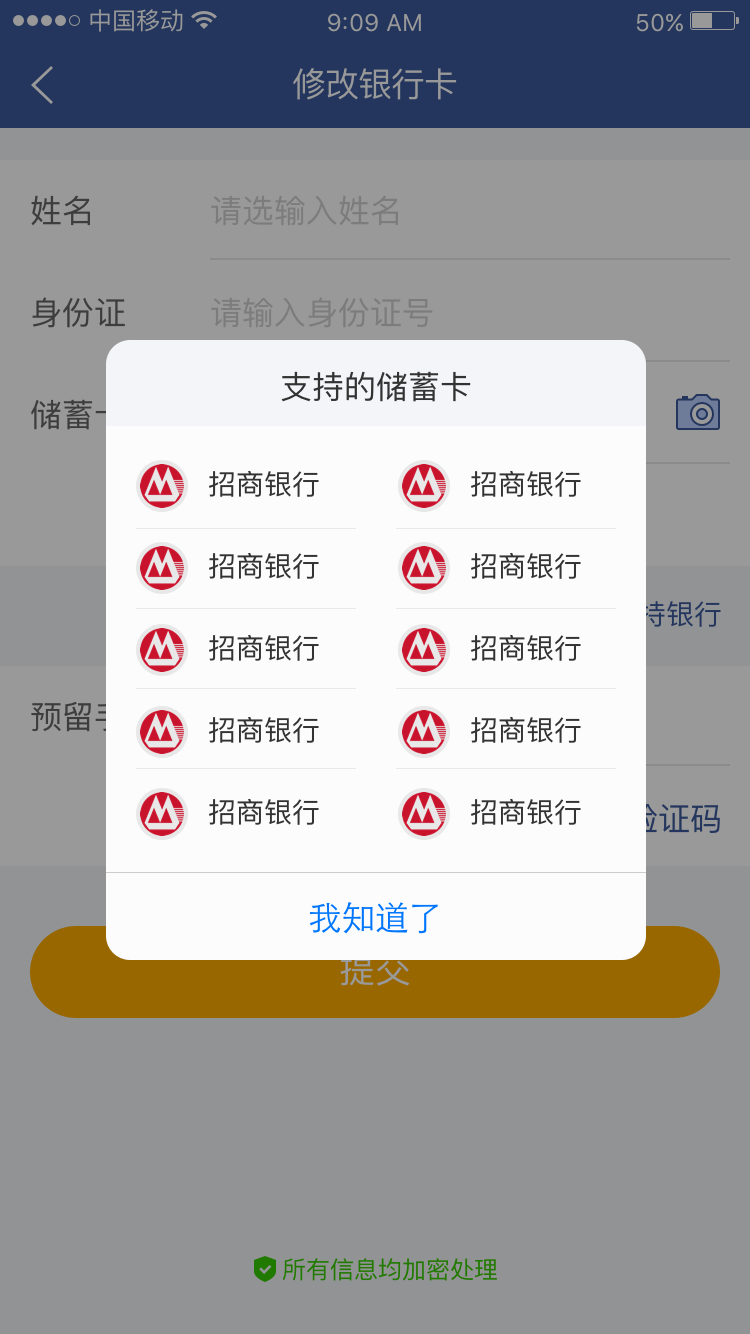 中国移动 9:09 AM 50%
修改银行卡
姓名 请选输入姓名
身份证 请输入身份证号
支持的储蓄卡
储蓄
招商银行 招商银行
招商银行 招商银行
持银行
招商银行 招商银行
预留
招商银行 招商银行
招商银行 招商银行
验证码
我知道了
提交
所有信息均加密处理